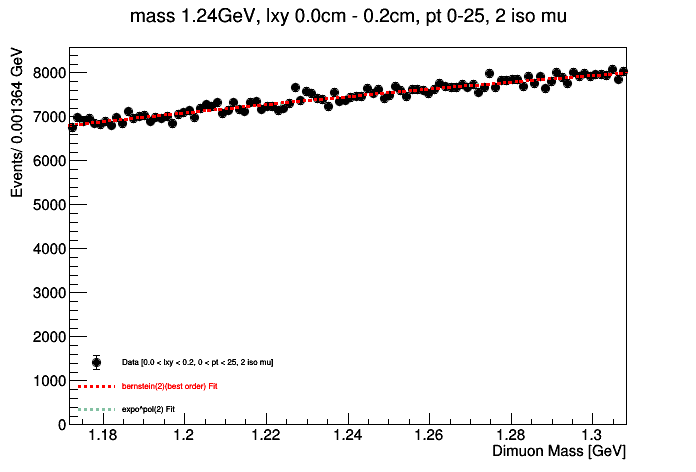 mass 1.24GeV, lxy 0.0cm - 0.2cm, pt 0-25, 2 iso mu
Events/ 0.001364 GeV
8000
7000
6000
5000
4000
3000
2000
1000
0
Data [0.0 < lxy < 0.2, 0 < pt < 25, 2 iso mu]
bernstein(2)(best order) Fit
expo*pol(2) Fit
1.18 1.2 1.22 1.24 1.26 1.28 1.3
Dimuon Mass [GeV]